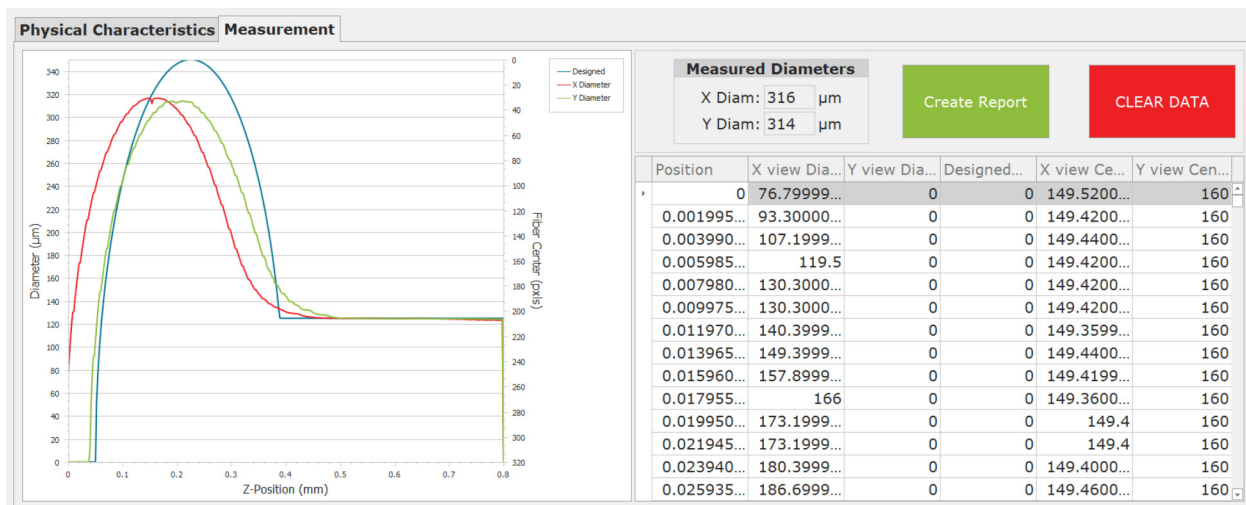 Physical Characteristics Measurement
340
320
300
280
260
240
220
200
180
160
140
120
100
80
60
40
20
0
Diameter (µm)
0 0.1 0.2 0.3 0.4 0.5 0.6 0.7 0.8
Z-Position (mm)
0
20
40
60
80
100
120
140
160
180
200
220
240
260
280
300
320
Fiber Center (pxls)
Designed
X Diameter
Y Diameter
Measured Diameters
X Diam: 316 µm
Y Diam: 314 µm
Create Report
CLEAR DATA
Position X view Dia... Y view Dia... Designed... X view Ce... Y view Cen...
0 76.79999... 0 0 149.5200... 160
0.001995... 93.30000... 0 0 149.4200... 160
0.003990... 107.1999... 0 0 149.4400... 160
0.005985... 119.5 0 0 149.4200... 160
0.007980... 130.3000... 0 0 149.4200... 160
0.009975... 130.3000... 0 0 149.4200... 160
0.011970... 140.3999... 0 0 149.3599... 160
0.013965... 149.3999... 0 0 149.4400... 160
0.015960... 157.8999... 0 0 149.4199... 160
0.017955... 166 0 0 149.3600... 160
0.019950... 173.1999... 0 0 149.4 160
0.021945... 173.1999... 0 0 149.4 160
0.023940... 180.3999... 0 0 149.4000... 160
0.025935... 186.6999... 0 0 149.4600... 160